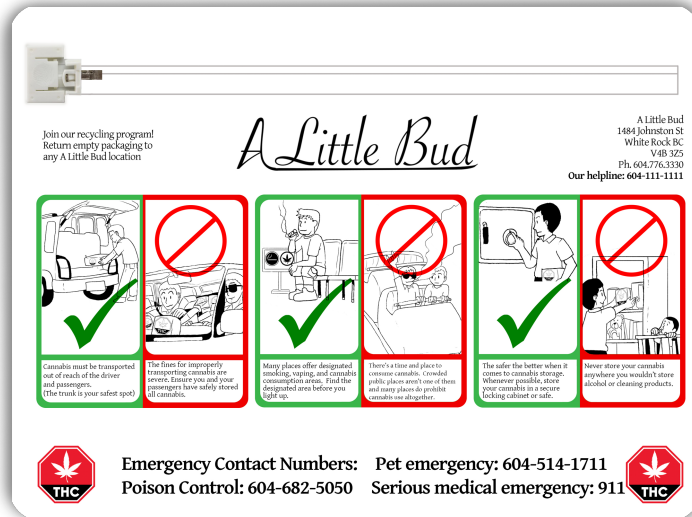 Join our recycling program!
Return empty packaging to
any A Little Bud location
A Little Bud
A Little Bud
1484 Johnston St
White Rock BC
V4B 3Z5
Ph. 604.776.3330
Our helpline: 604-111-1111
Cannabis must be transported
out of reach of the driver
and passengers.
(The trunk is your safest spot)
The fines for improperly
transporting cannabis are
severe. Ensure you and your
passengers have safely stored
all cannabis.
Many places offer designated
smoking, vaping, and cannabis
consumption areas. Find the
designated area before you
light up.
There's a time and place to
consume cannabis. Crowded
public places aren't one of them
and many places do prohibit
cannabis use altogether.
The safer the better when it
comes to cannabis storage.
Whenever possible, store
your cannabis in a secure
locking cabinet or safe.
Never store your cannabis
anywhere you wouldn't store
alcohol or cleaning products.
THC
Emergency Contact Numbers: Pet emergency: 604-514-1711
Poison Control: 604-682-5050 Serious medical emergency: 911
THC